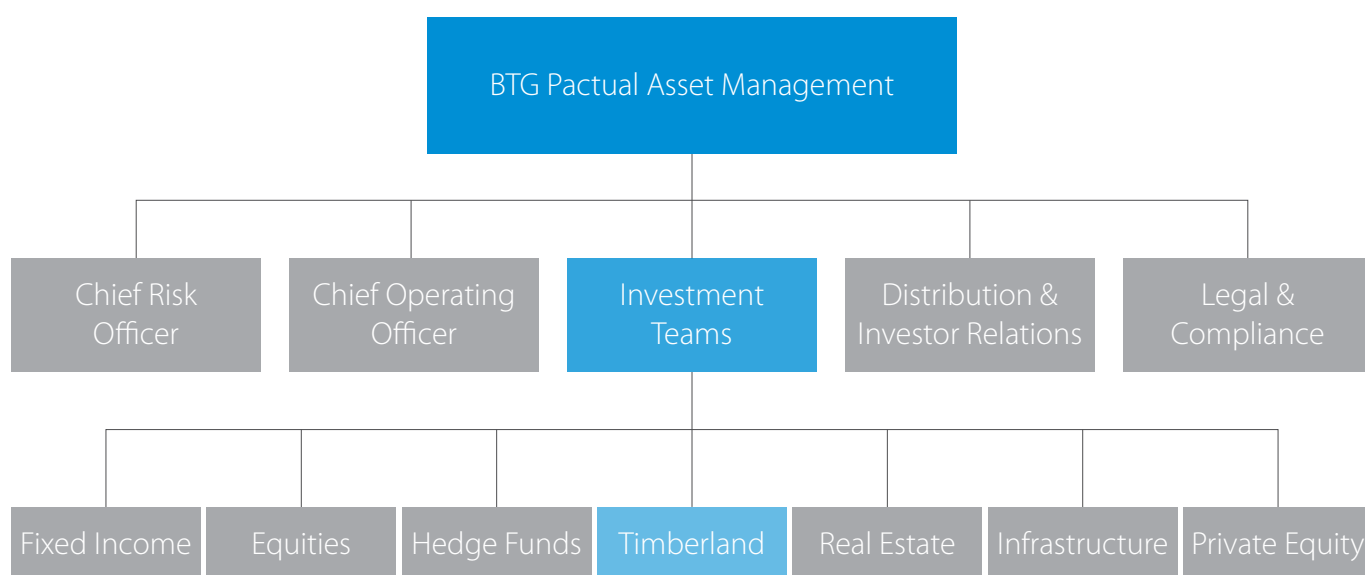 BTG Pactual Asset Management
Chief Risk
Officer
Chief Operating
Officer
Investment
Teams
Distribution &
Investor Relations
Legal &
Compliance
Fixed Income
Equities
Hedge Funds
Timberland
Real Estate
Infrastructure
Private Equity